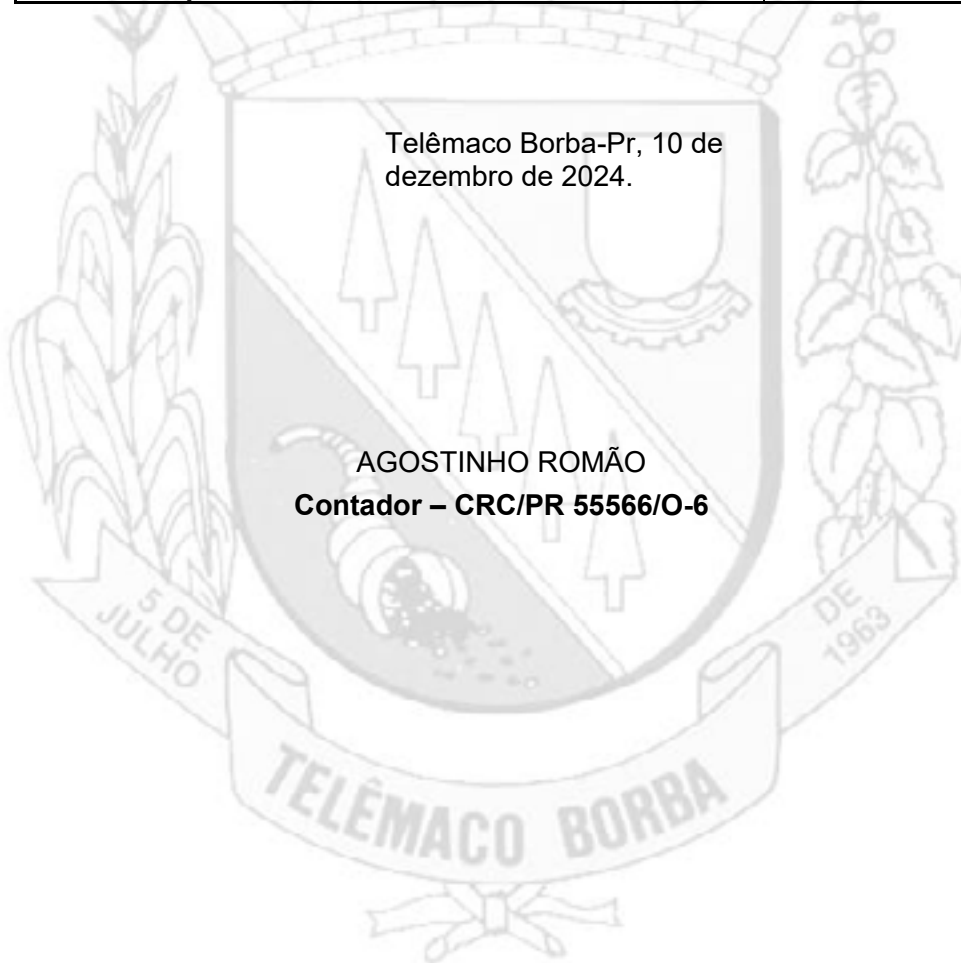 Telêmaco Borba-Pr, 10 de
dezembro de 2024.
AGOSTINHO ROMÃO
Contador – CRC/PR 55566/O-6
5 DE
JULHO
DE
1963
TELÊMACO BORBA